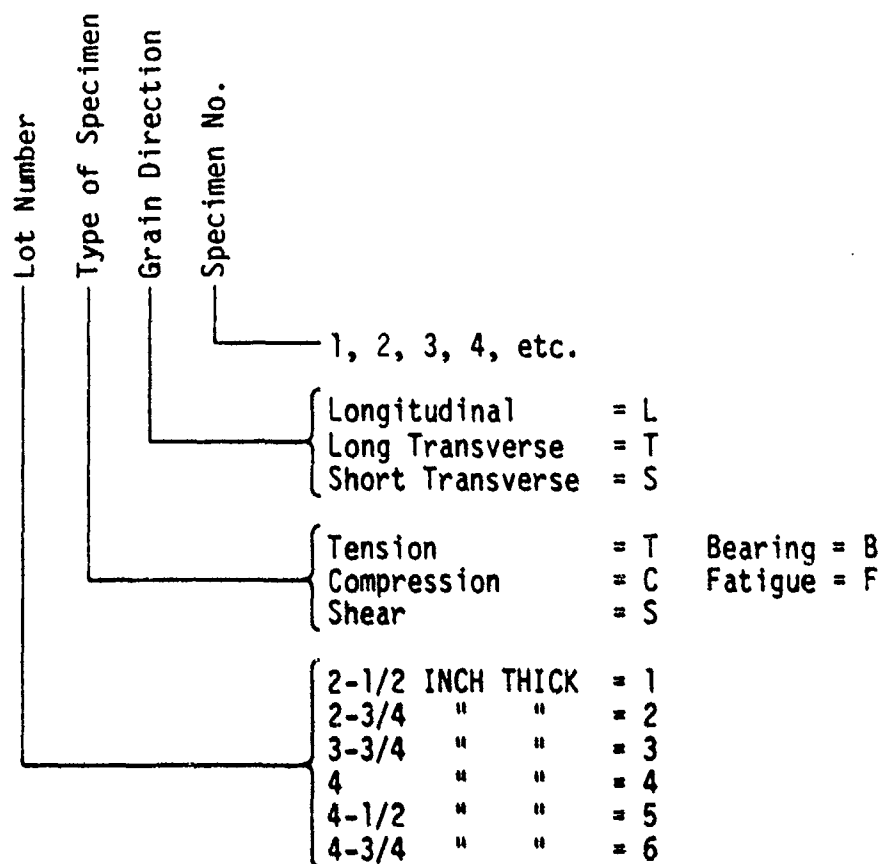 Lot Number
Type of Specimen
Grain Direction
Specimen No.
1, 2, 3, 4, etc.
Longitudinal = L
Long Transverse = T
Short Transverse = S
Tension = T Bearing = B
Compression = C Fatigue = F
Shear = S
2-1/2 INCH THICK = 1
2-3/4 " " = 2
3-3/4 " " = 3
4 " " = 4
4-1/2 " " = 5
4-3/4 " " = 6